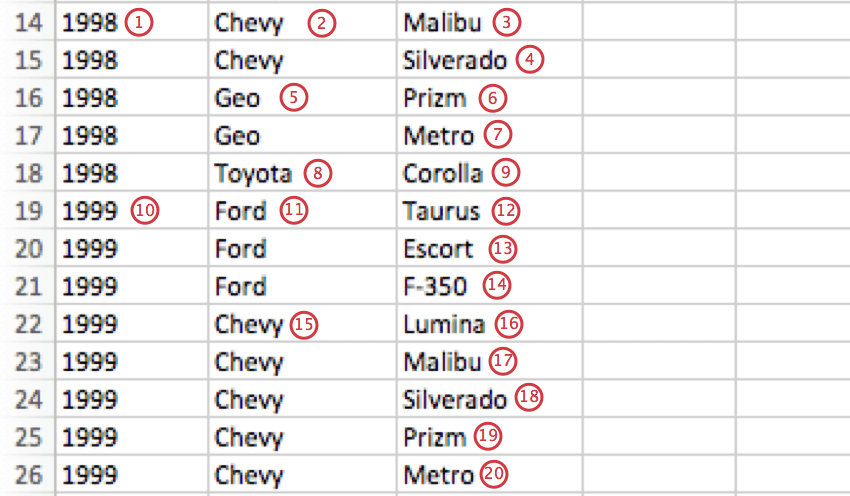 14 1998 1 Chevy 2 Malibu 3
15 1998 Chevy Silverado 4
16 1998 Geo 5 Prizm 6
17 1998 Geo Metro 7
18 1998 Toyota 8 Corolla 9
19 1999 10 Ford 11 Taurus 12
20 1999 Ford Escort 13
21 1999 Ford F-350 14
22 1999 Chevy 15 Lumina 16
23 1999 Chevy Malibu 17
24 1999 Chevy Silverado 18
25 1999 Chevy Prizm 19
26 1999 Chevy Metro 20